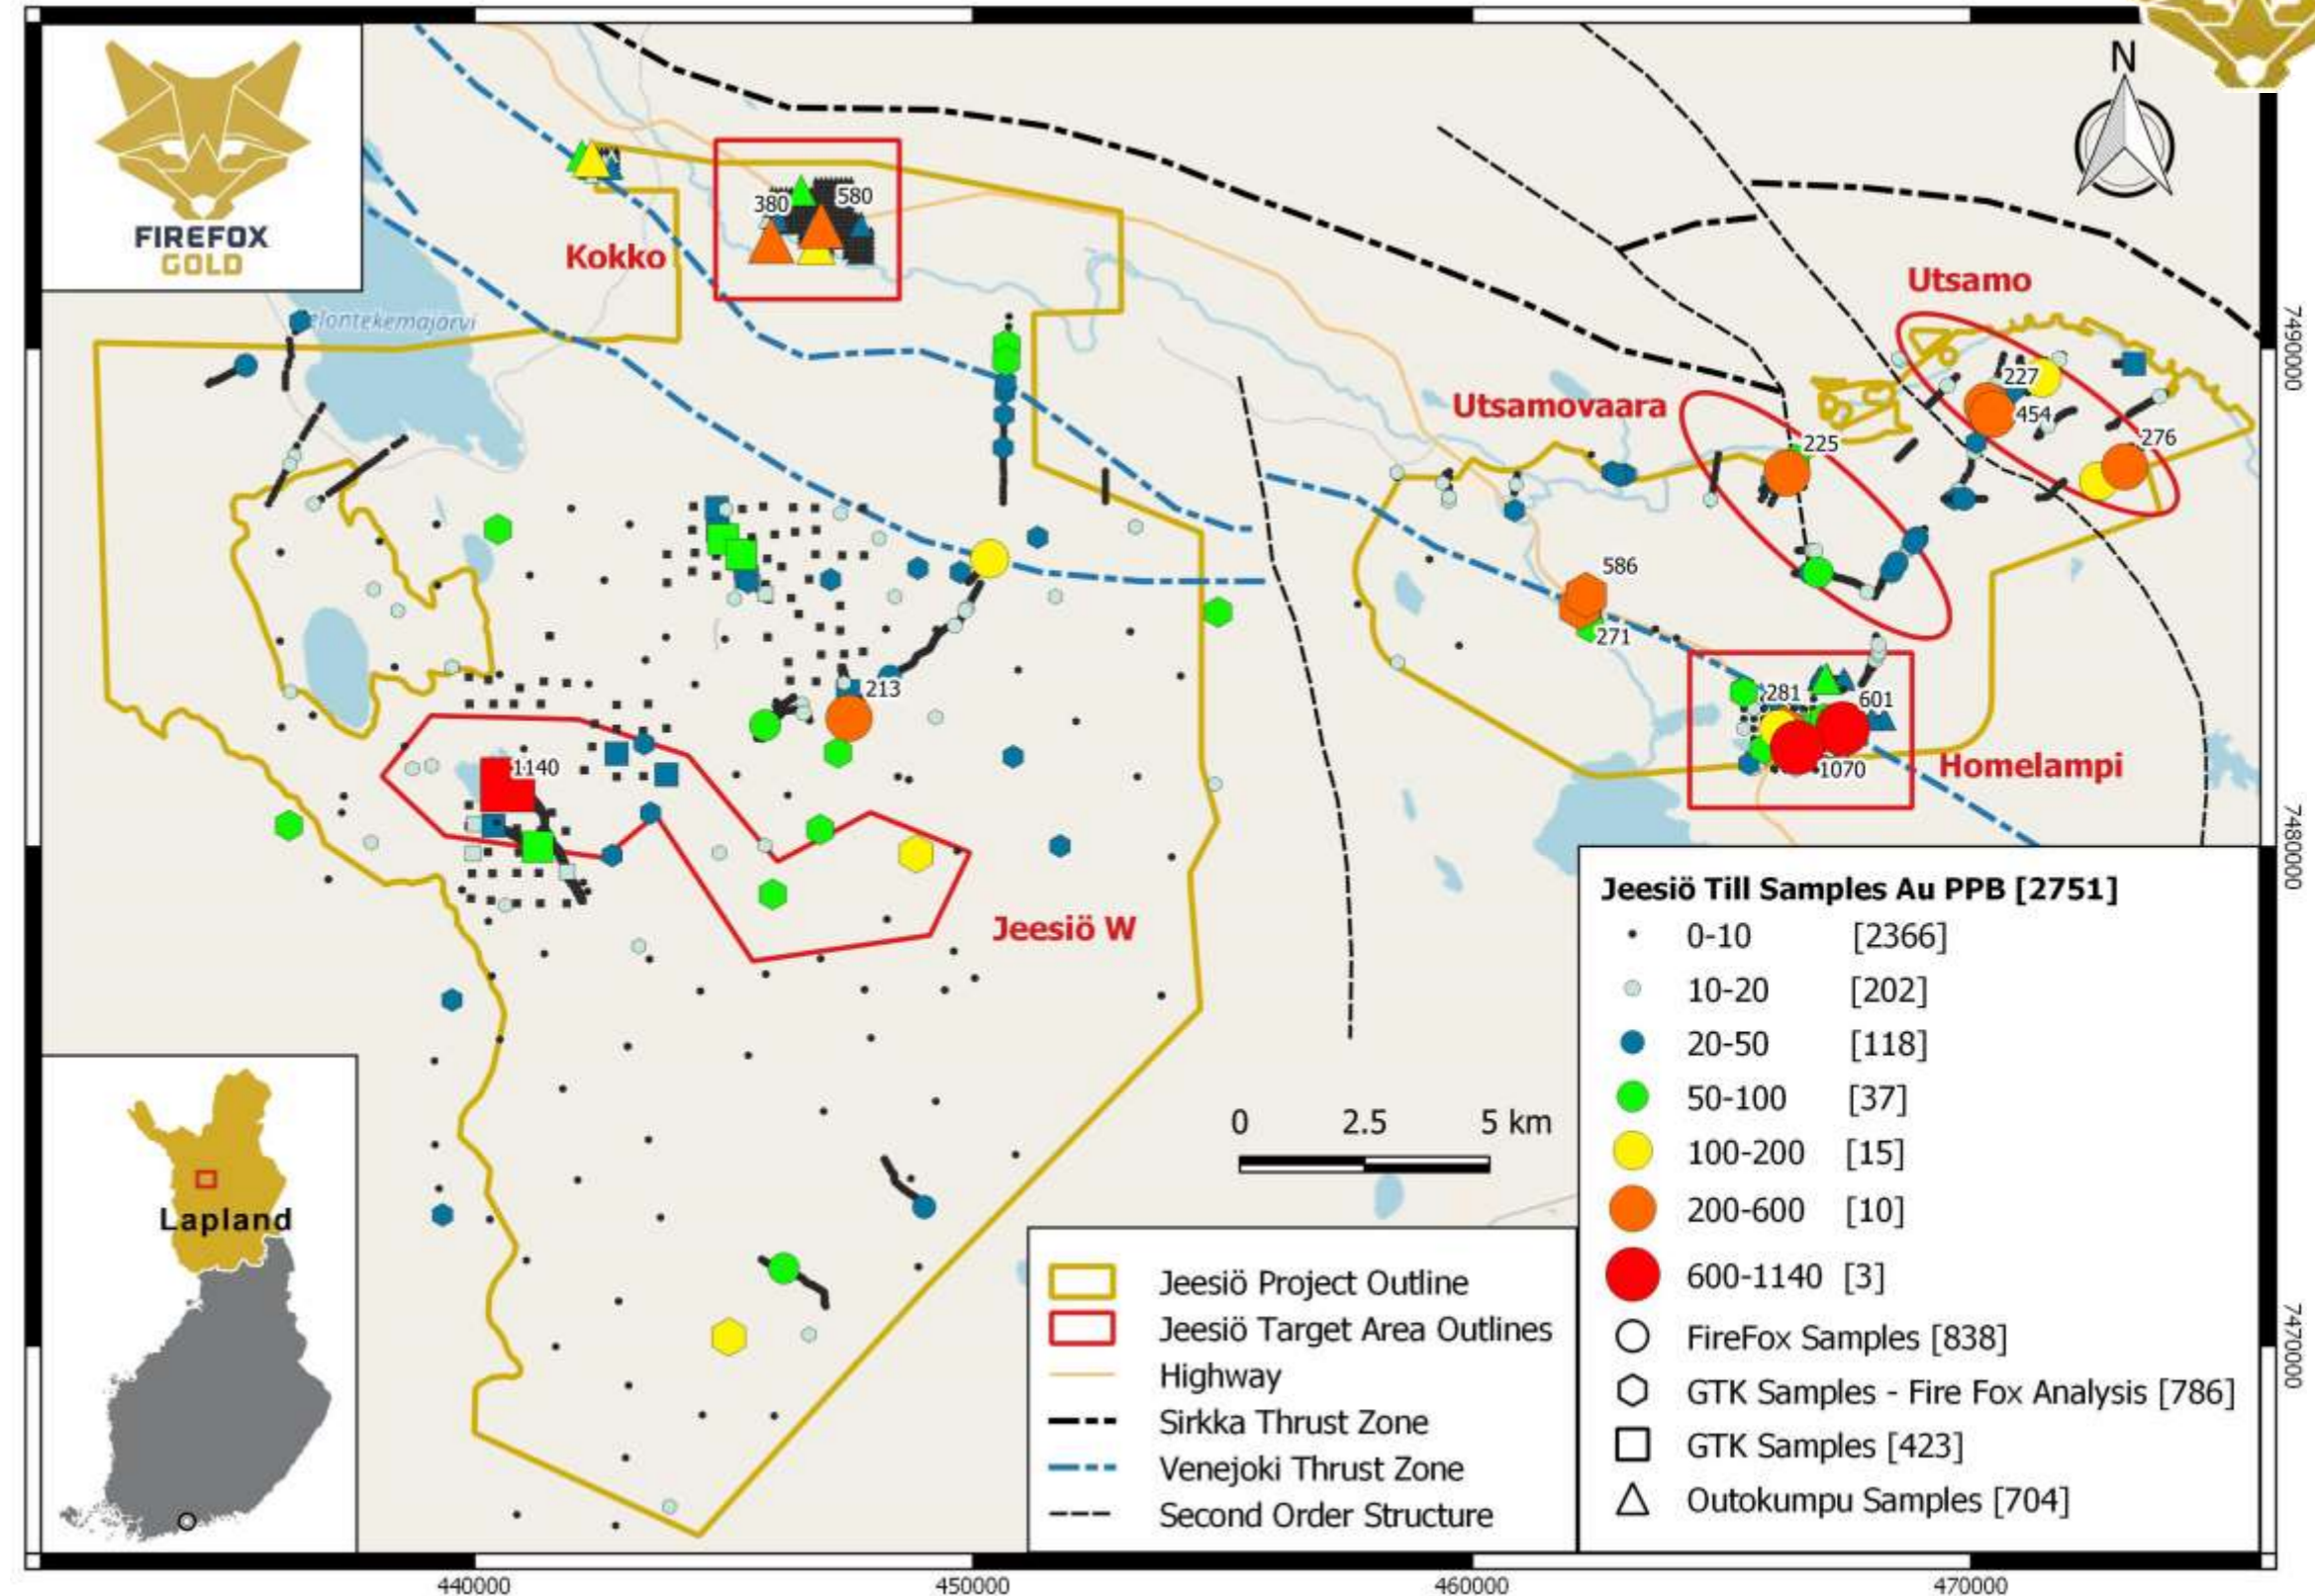 FIREFOX
GOLD
N
Kokko
380
580
Utsamo
elontekemäjärvi
7490000
Utsamovaara
227
454
225
276
586
271
213
281
601
1070
Homelampi
1140
Jeesiö W
7480000
Lapland
0 2.5 5 km
Jeesiö Project Outline
Jeesiö Target Area Outlines
Highway
Sirkka Thrust Zone
Venejoki Thrust Zone
Second Order Structure
Jeesiö Till Samples Au PPB [2751]
0-10 [2366]
10-20 [202]
20-50 [118]
50-100 [37]
100-200 [15]
200-600 [10]
600-1140 [3]
FireFox Samples [838]
GTK Samples - Fire Fox Analysis [786]
GTK Samples [423]
Outokumpu Samples [704]
7470000
440000 450000 460000 470000